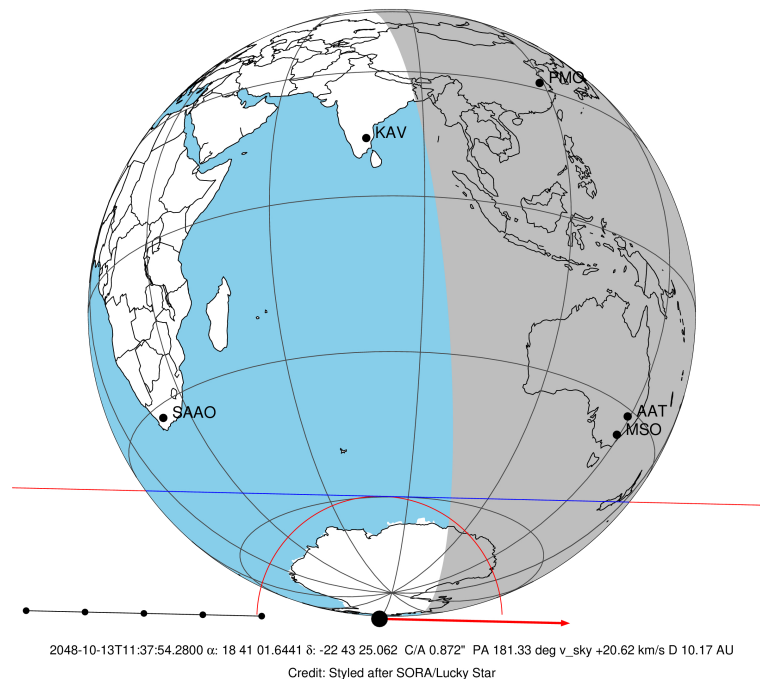 PMO
KAV
SAAO
AAT
MSO
2048-10-13T11:37:54.2800 α: 18 41 01.6441 δ: -22 43 25.062 C/A 0.872" PA 181.33 deg v_sky +20.62 km/s D 10.17 AU
Credit: Styled after SORA/Lucky Star